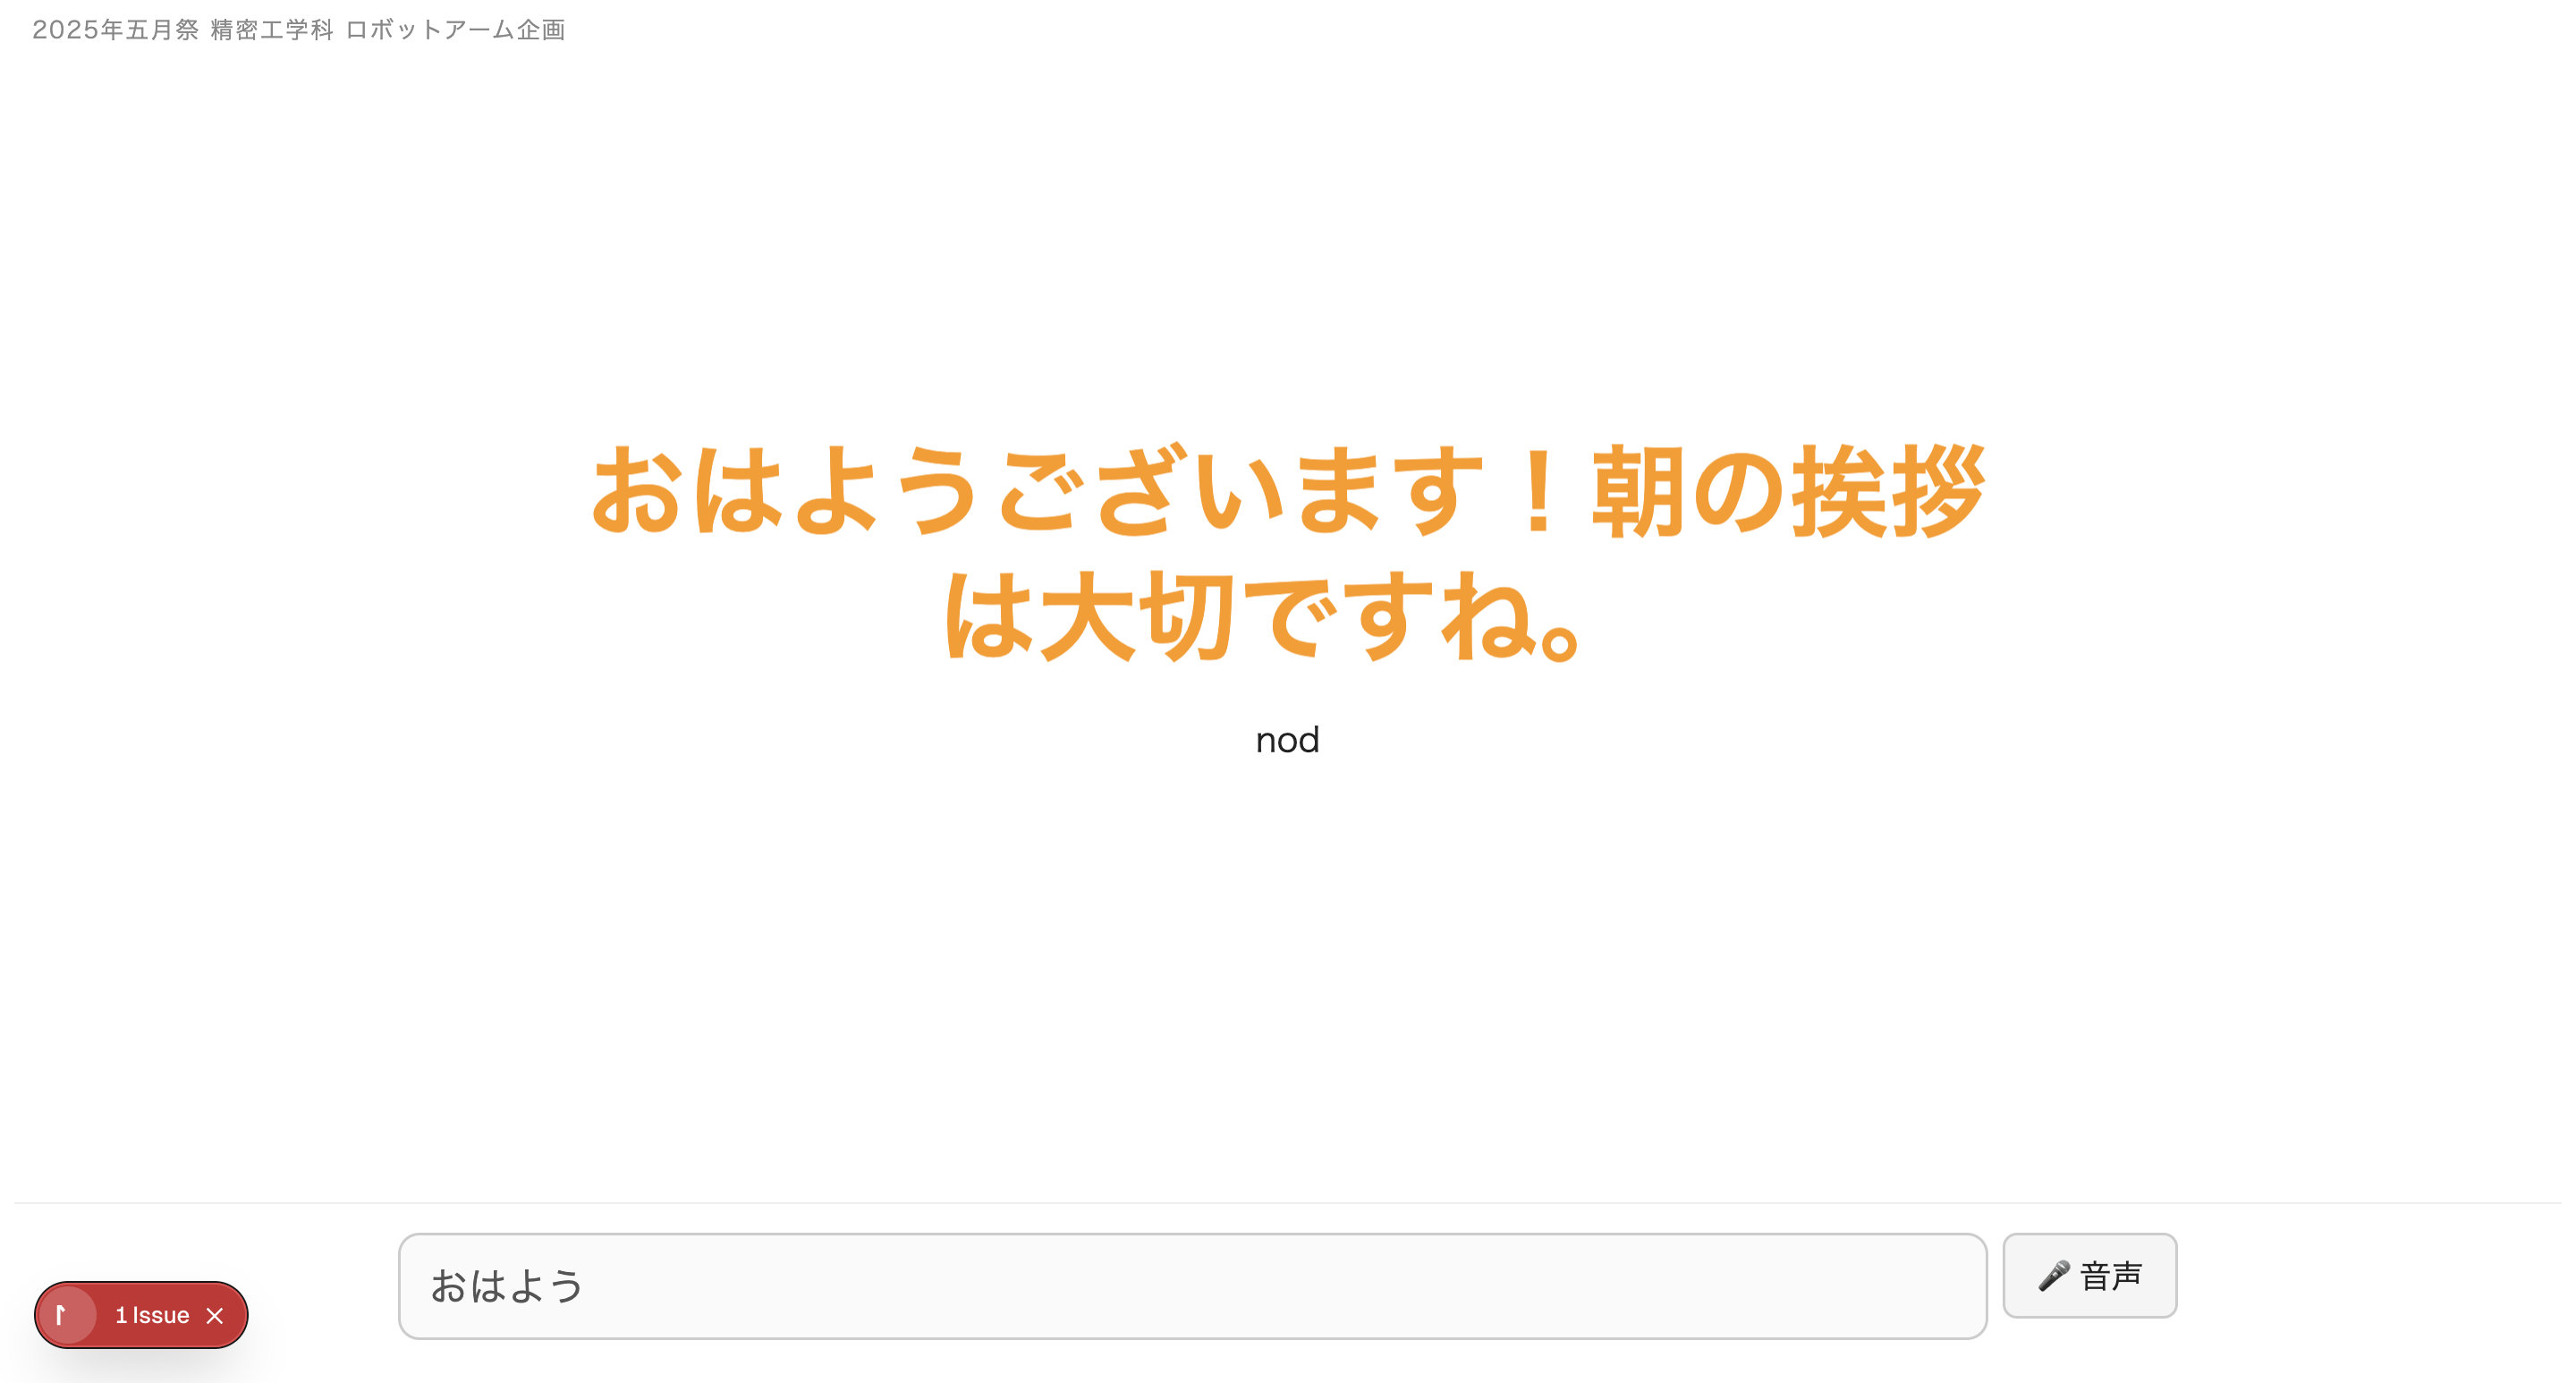 2025年五月祭 精密工学科 ロボットアーム企画
おはようございます！朝の挨拶
は大切ですね。
nod
おはよう
🎤 音声
1 Issue